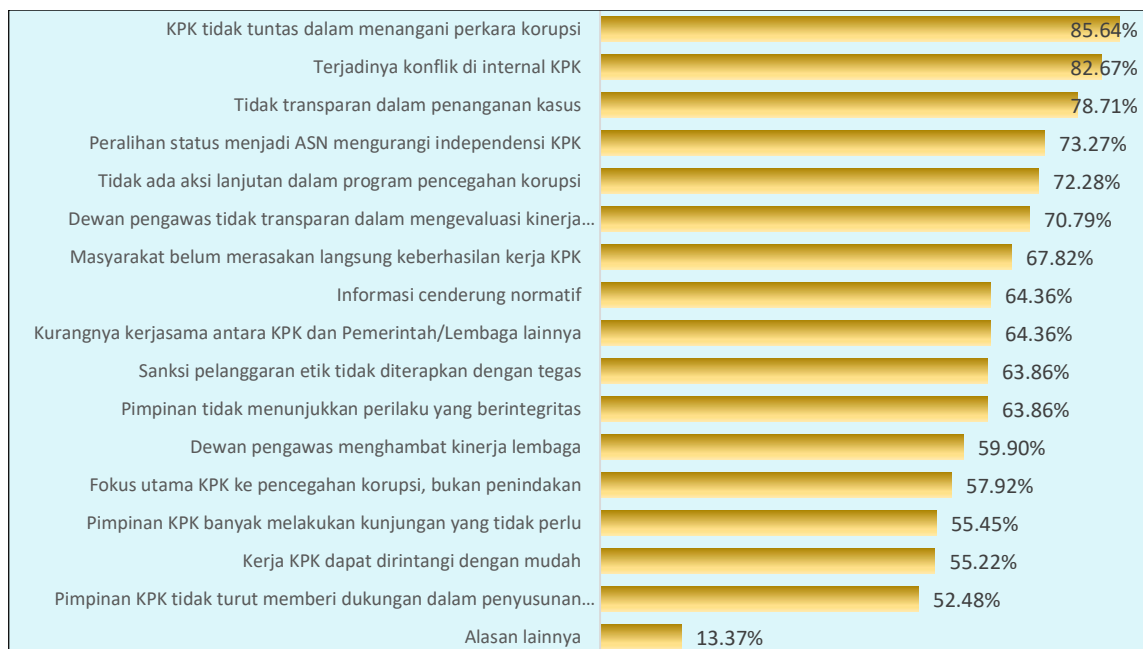 KPK tidak tuntas dalam menangani perkara korupsi 85.64%
Terjadinya konflik di internal KPK 82.67%
Tidak transparan dalam penanganan kasus 78.71%
Peralihan status menjadi ASN mengurangi independensi KPK 73.27%
Tidak ada aksi lanjutan dalam program pencegahan korupsi 72.28%
Dewan pengawas tidak transparan dalam mengevaluasi kinerja... 70.79%
Masyarakat belum merasakan langsung keberhasilan kerja KPK 67.82%
Informasi cenderung normatif 64.36%
Kurangnya kerjasama antara KPK dan Pemerintah/Lembaga lainnya 64.36%
Sanksi pelanggaran etik tidak diterapkan dengan tegas 63.86%
Pimpinan tidak menunjukkan perilaku yang berintegritas 63.86%
Dewan pengawas menghambat kinerja lembaga 59.90%
Fokus utama KPK ke pencegahan korupsi, bukan penindakan 57.92%
Pimpinan KPK banyak melakukan kunjungan yang tidak perlu 55.45%
Kerja KPK dapat dirintangi dengan mudah 55.22%
Pimpinan KPK tidak turut memberi dukungan dalam penyusunan... 52.48%
Alasan lainnya 13.37%